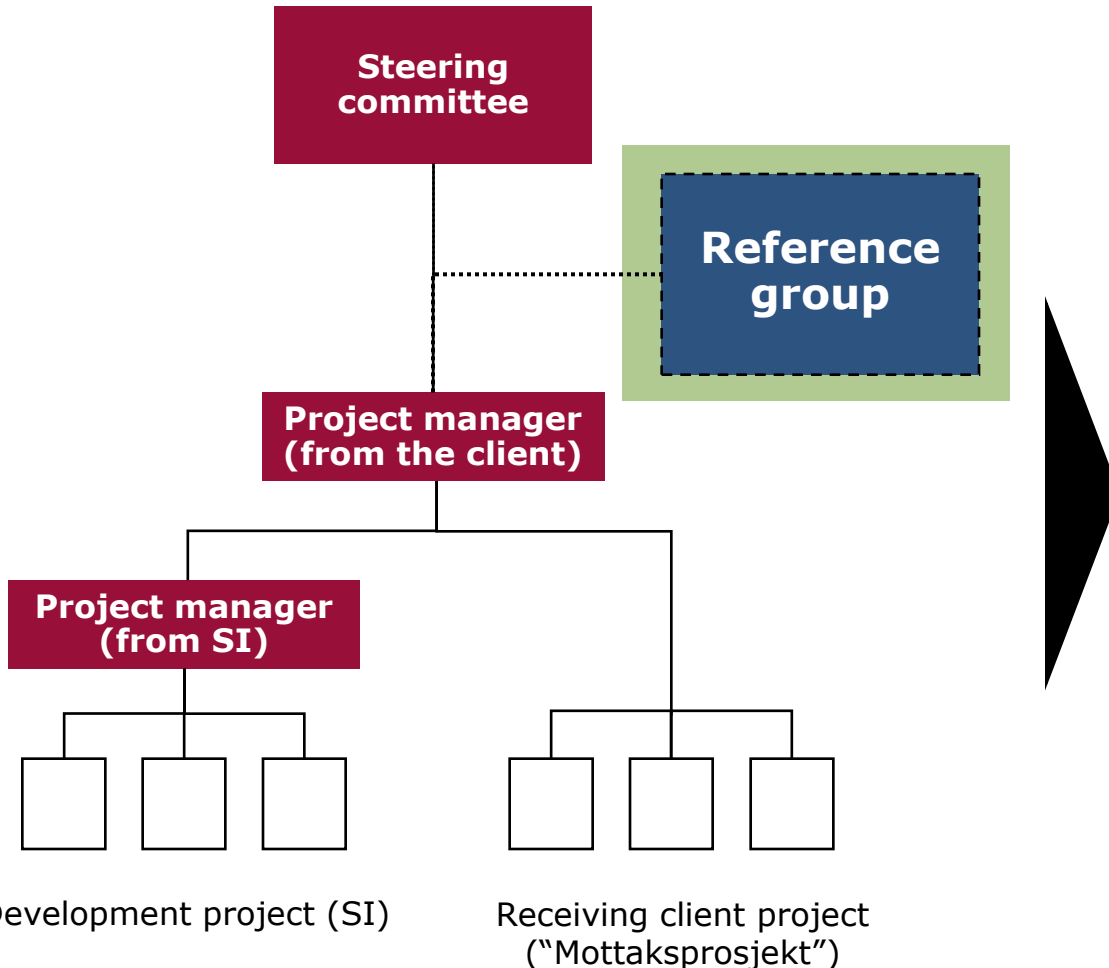 Steering
committee
Reference
group
Project manager
(from the client)
Project manager
(from SI)
evelopment project (SI)
Receiving client project
(“Mottaksprosjekt”)